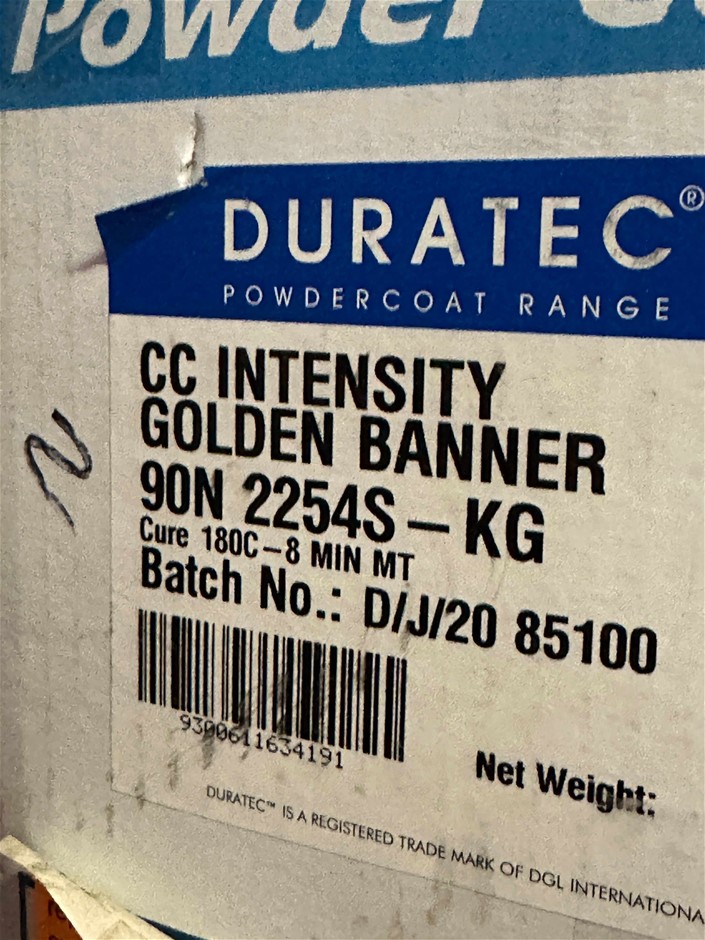 Powder
DURATEC®
POWDERCOAT RANGE
CC INTENSITY
GOLDEN BANNER
90N 2254S – KG
Cure 180C – 8 MIN MT
Batch No.: D/J/20 85100
9300611634191
Net Weight:
DURATEC™ IS A REGISTERED TRADE MARK OF DGL INTERNATIONA